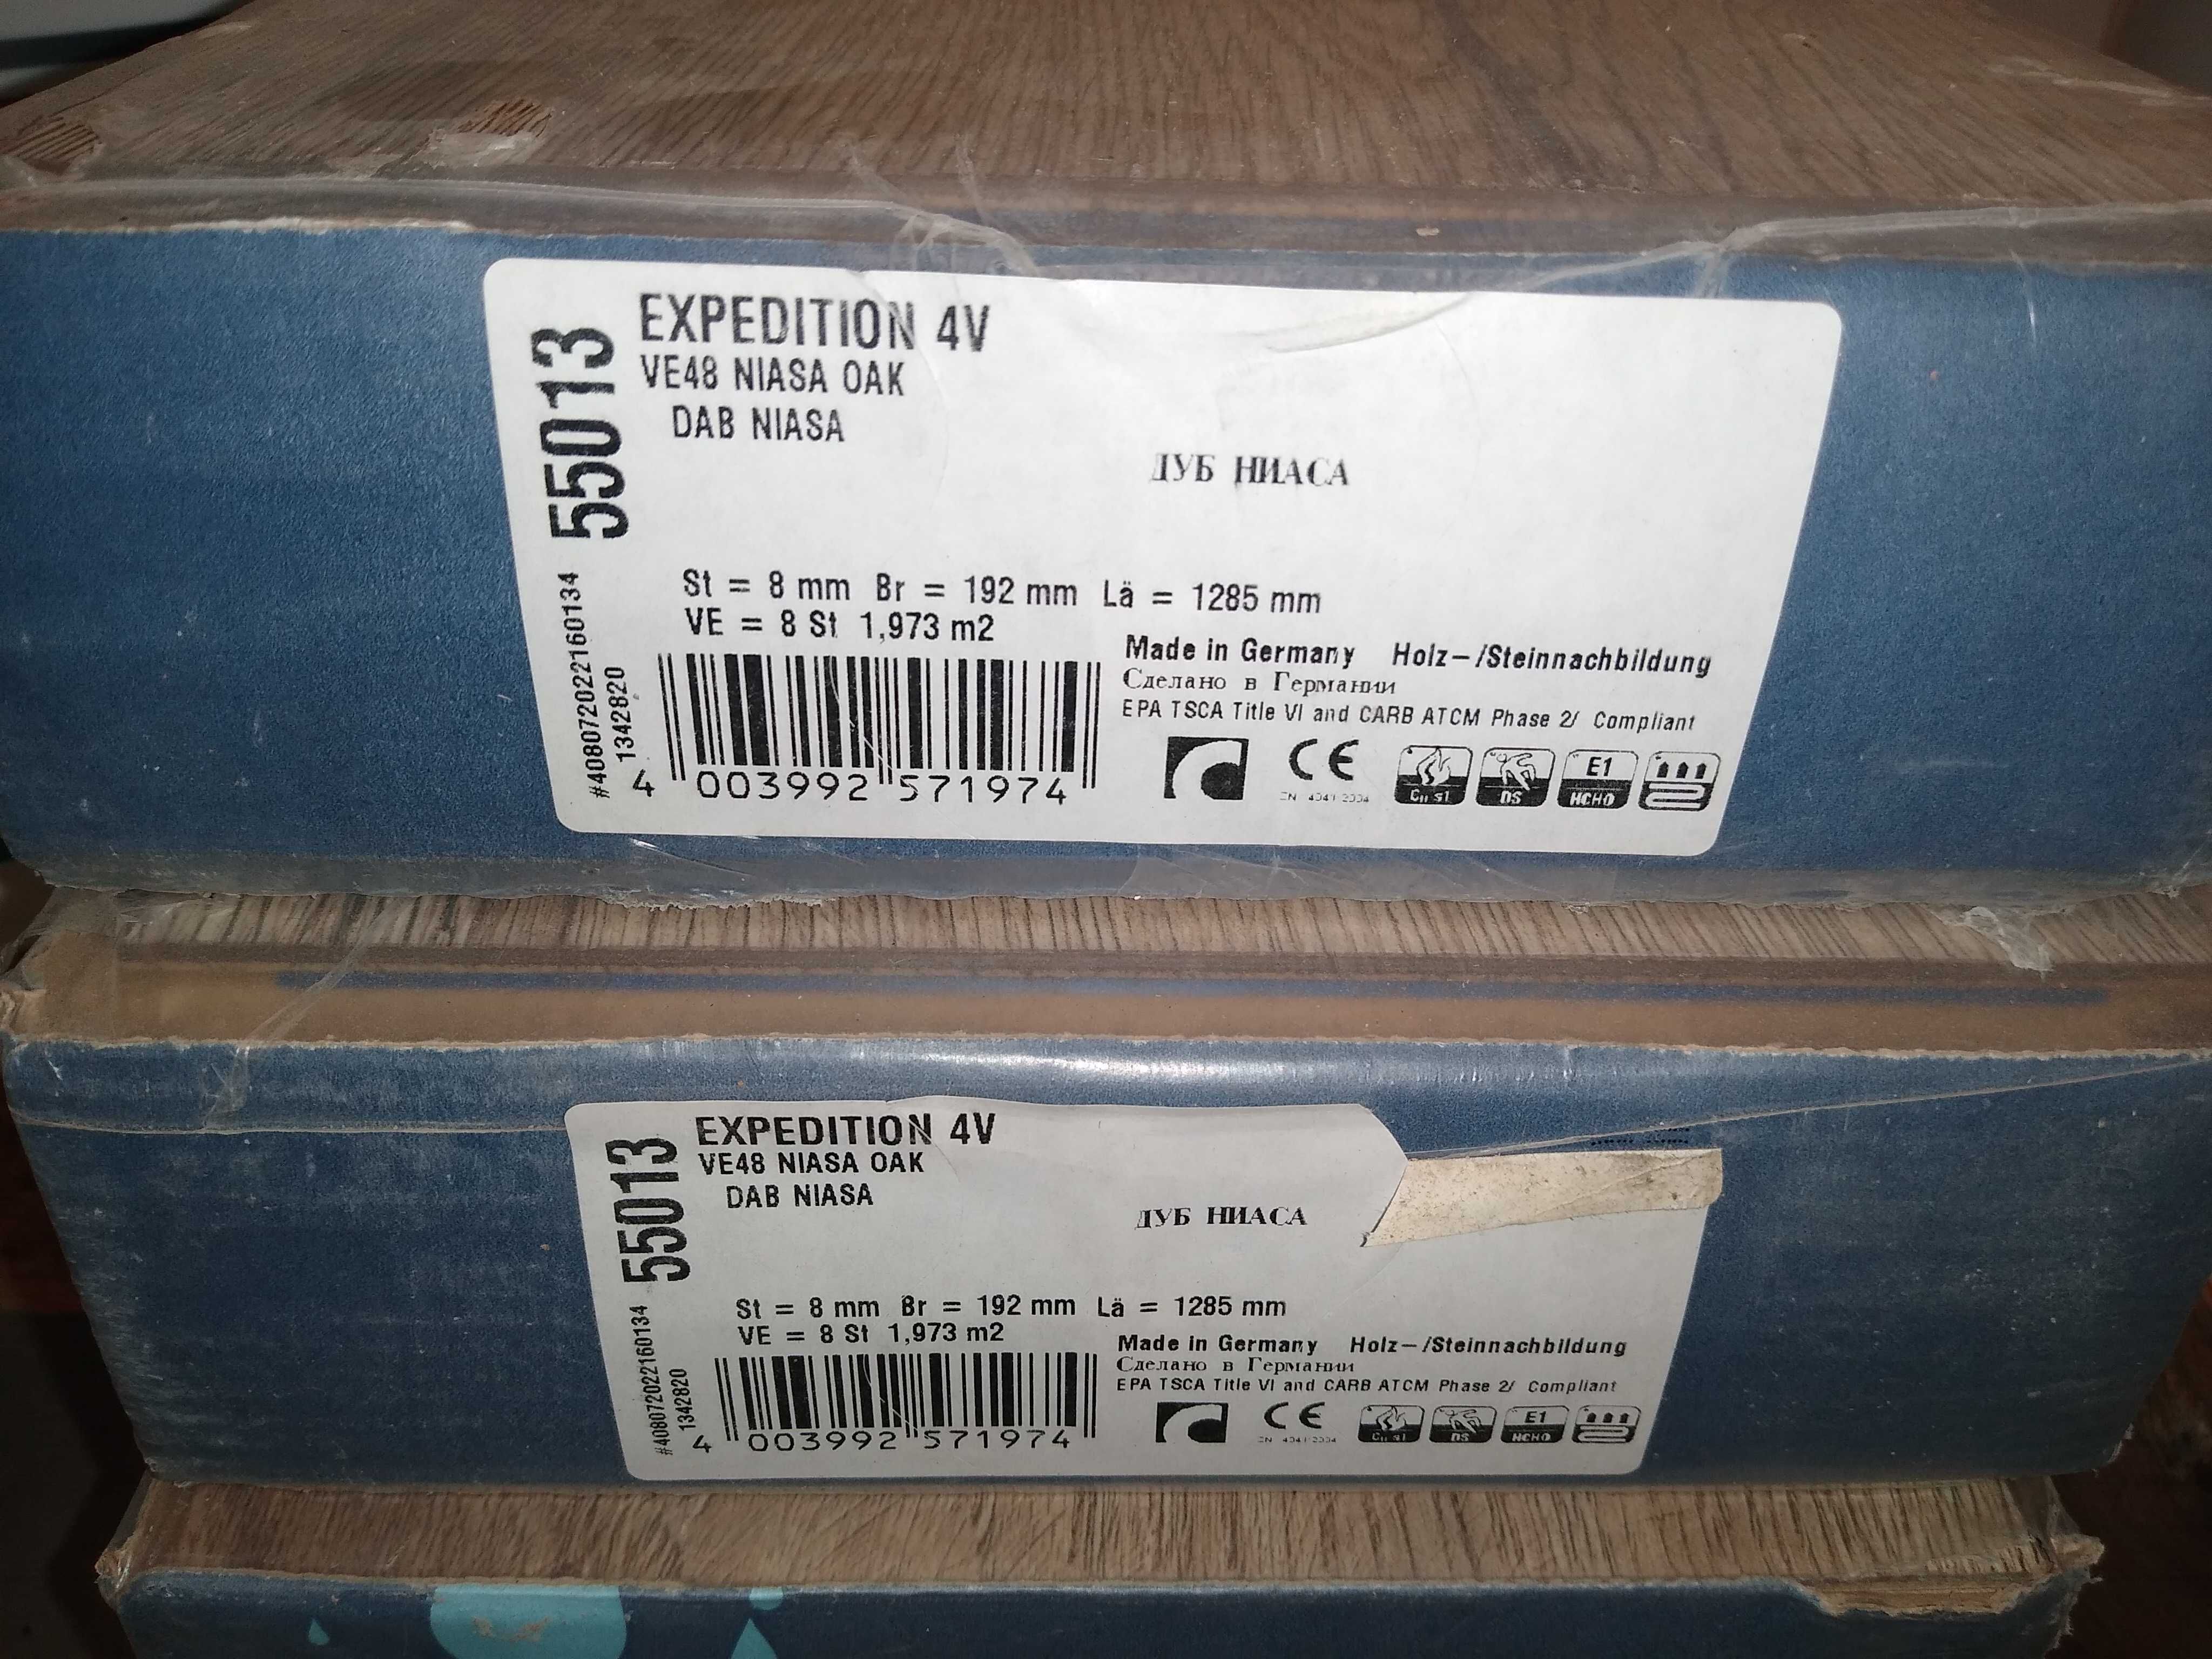 55013
EXPEDITION 4V
VE48 NIASA OAK
DAB NIASA
ДУБ НИАСА
St = 8 mm Br = 192 mm Lä = 1285 mm
VE = 8 St 1,973 m2
#4080720221601​34
1342820
Made in Germany Holz-/Steinnachbildung
Сделано в Германии
EPA TSCA Title VI and CARB ATCM Phase 2/ Compliant
4 003992 571974
CE
DS
E1
HCHO
55013
EXPEDITION 4V
VE48 NIASA OAK
DAB NIASA
ДУБ НИАСА
St = 8 mm Br = 192 mm Lä = 1285 mm
VE = 8 St 1,973 m2
#408072022160134
1342820
Made in Germany Holz-/Steinnachbildung
Сделано в Германии
EPA TSCA Title VI and CARB ATCM Phase 2/ Compliant
4 003992 571974
CE
DS
E1
HCHO